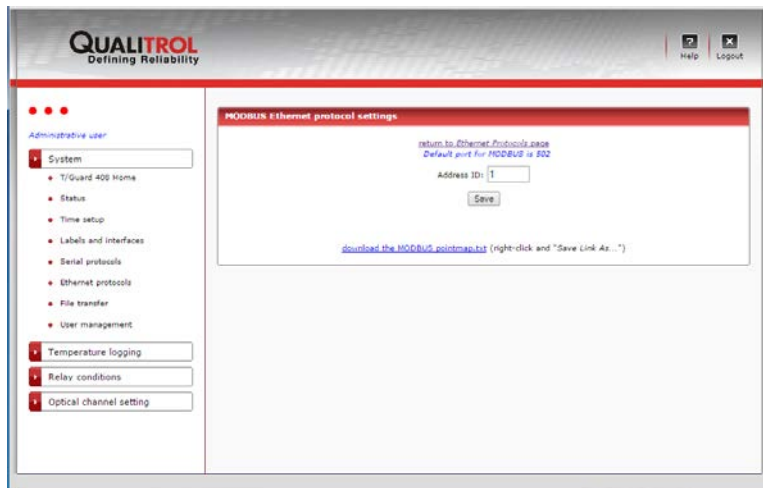 QUALITROL
Defining Reliability
Help
Logout
Administrative user
System
T/Guard 400 Home
Status
Time setup
Labels and interfaces
Serial protocols
Ethernet protocols
File transfer
User management
Temperature logging
Relay conditions
Optical channel setting
MODBUS Ethernet protocol settings
return to Ethernet Protocols page
Default port for MODBUS is 502
Address ID: 1
Save
download the MODBUS pointmap.txt (right-click and "Save Link As...")